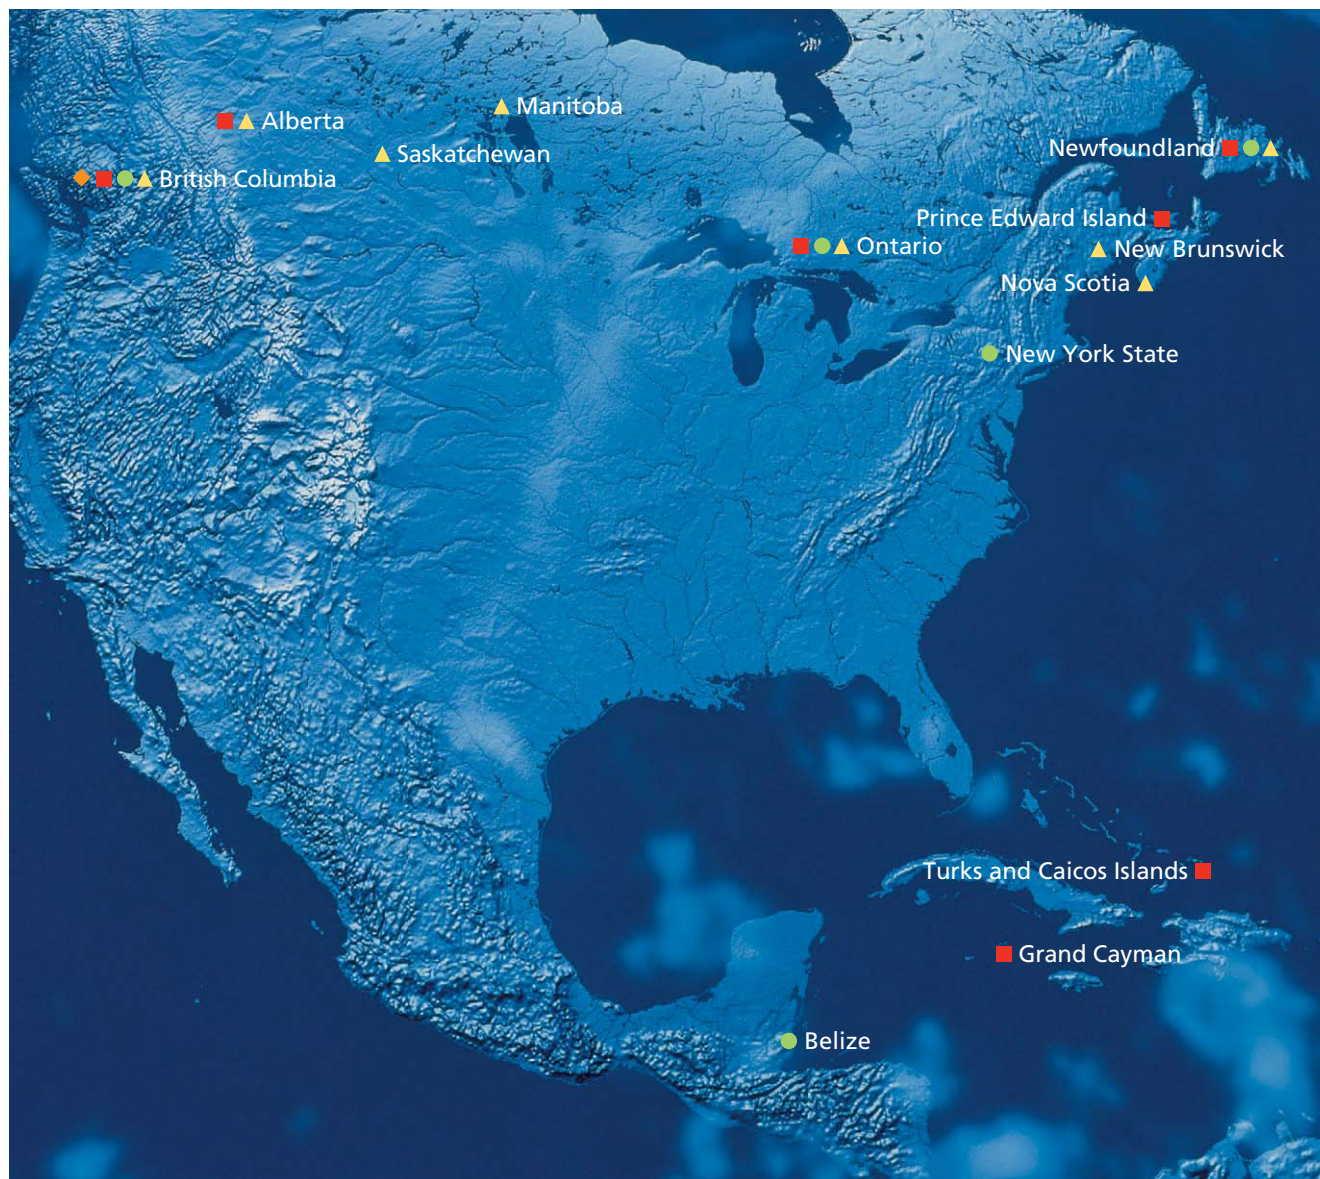 Manitoba
Alberta
Newfoundland
Saskatchewan
British Columbia
Prince Edward Island
Ontario
New Brunswick
Nova Scotia
New York State
Turks and Caicos Islands
Grand Cayman
Belize